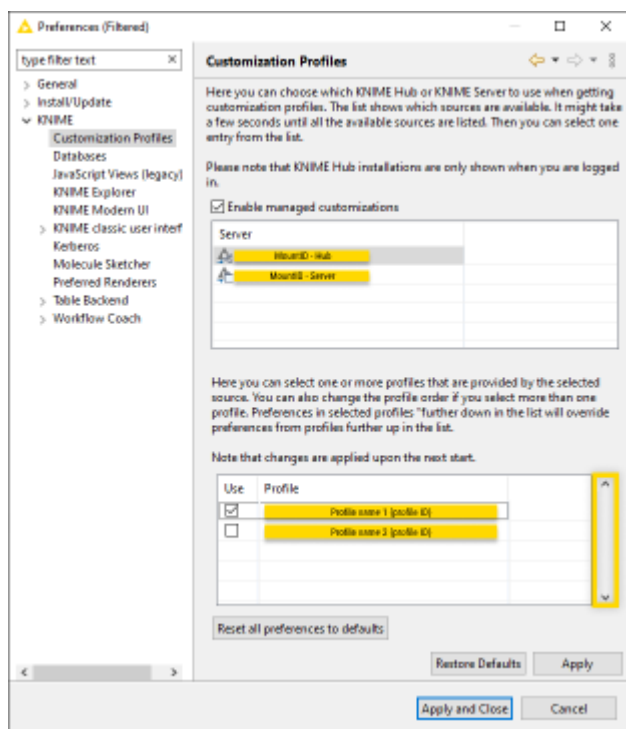 Preferences (Filtered)
type filter text
General
Install/Update
KNIME
Customization Profiles
Databases
JavaScript Views (legacy)
KNIME Explorer
KNIME Modern UI
KNIME classic user interf
Kerberos
Molecule Sketcher
Preferred Renderers
Table Backend
Workflow Coach
Customization Profiles
Here you can choose which KNIME Hub or KNIME Server to use when getting
customization profiles. The list shows which sources are available. It might take
a few seconds until all the available sources are listed. Then you can select one
entry from the list.
Please note that KNIME Hub installations are only shown when you are logged
in.
Enable managed customizations
Server
MountID - Hub
MountID - Server
Here you can select one or more profiles that are provided by the selected
source. You can also change the profile order if you select more than one
profile. Preferences in selected profiles "further down in the list will override
preferences from profiles further up in the list.
Note that changes are applied upon the next start.
Use Profile
Profile name 1 (profile ID)
Profile name 2 (profile ID)
Reset all preferences to defaults
Restore Defaults
Apply
Apply and Close
Cancel